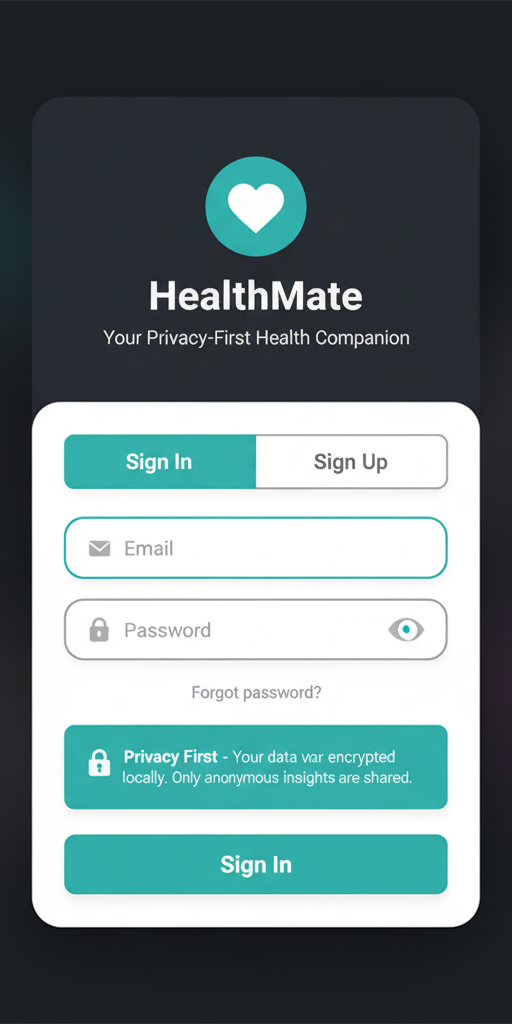 HealthMate
Your Privacy-First Health Companion
Sign In
Sign Up
Email
Password
Forgot password?
Privacy First - Your data var encrypted
locally. Only anonymous insights are shared.
Sign In